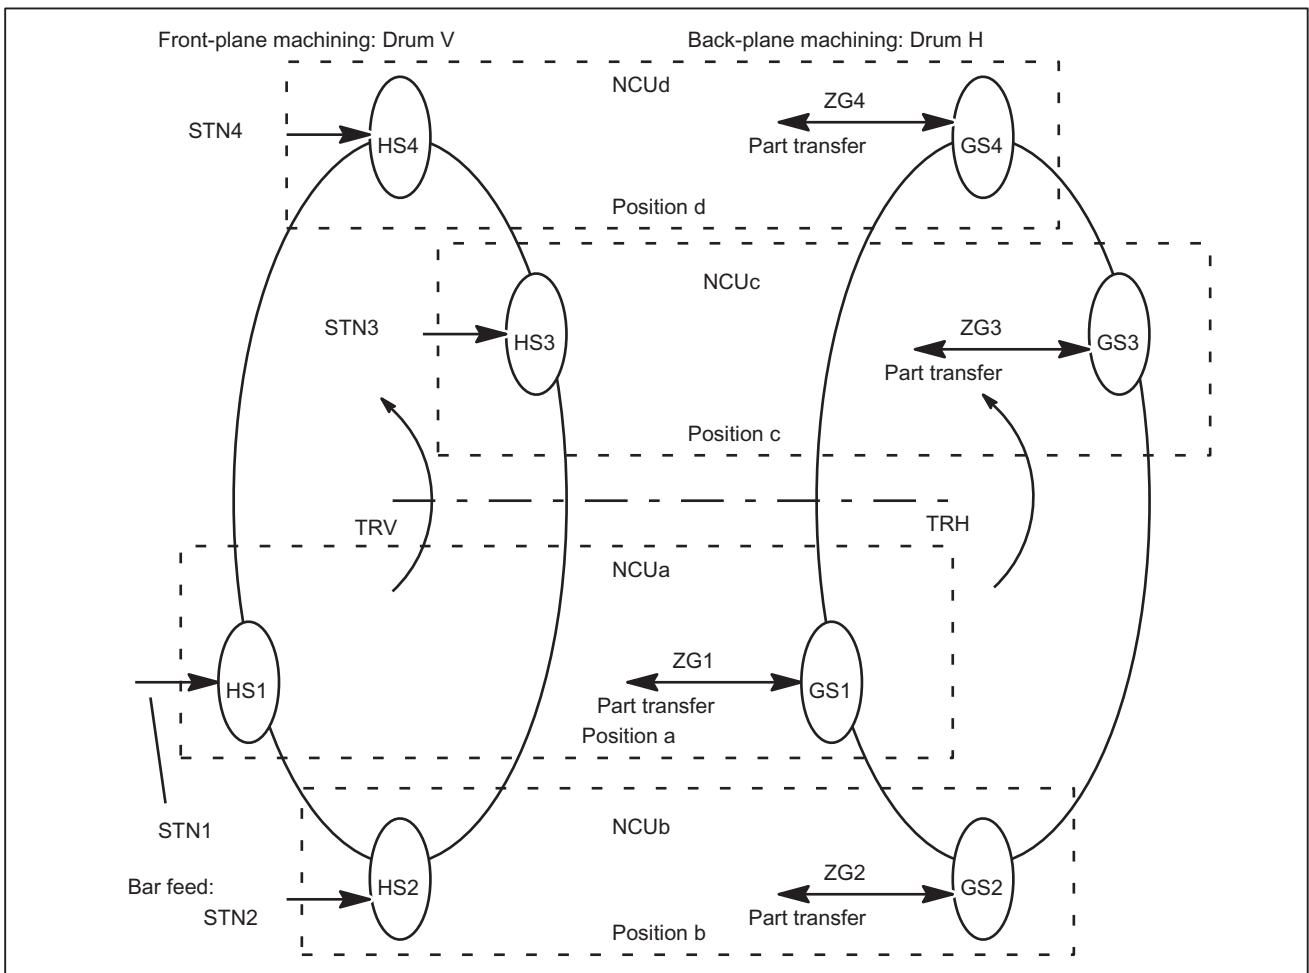 Front-plane machining: Drum V
Back-plane machining: Drum H
NCUd
ZG4
STN4
HS4
Part transfer
GS4
Position d
NCUc
STN3
HS3
ZG3
GS3
Part transfer
Position c
TRV
TRH
NCUa
ZG1
HS1
GS1
Part transfer
Position a
STN1
NCUb
Bar feed:
STN2
HS2
ZG2
GS2
Part transfer
Position b